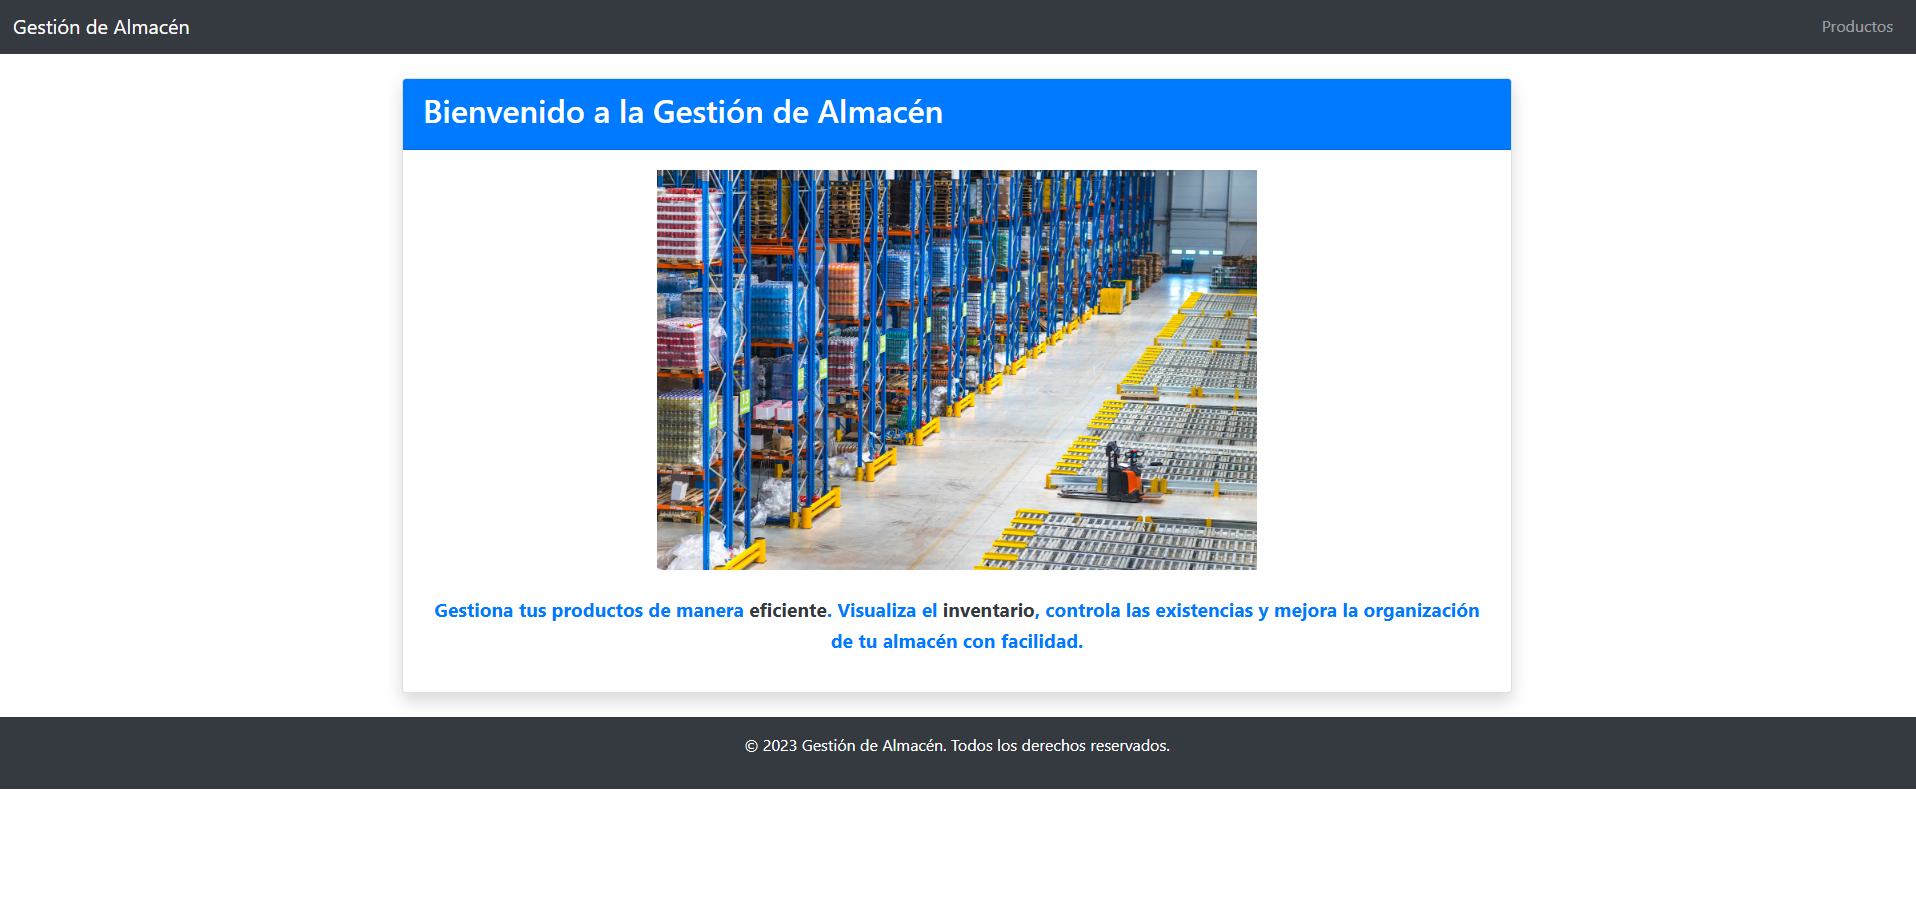 Gestión de Almacén
Productos
Bienvenido a la Gestión de Almacén
Gestiona tus productos de manera eficiente. Visualiza el inventario, controla las existencias y mejora la organización
de tu almacén con facilidad.
© 2023 Gestión de Almacén. Todos los derechos reservados.